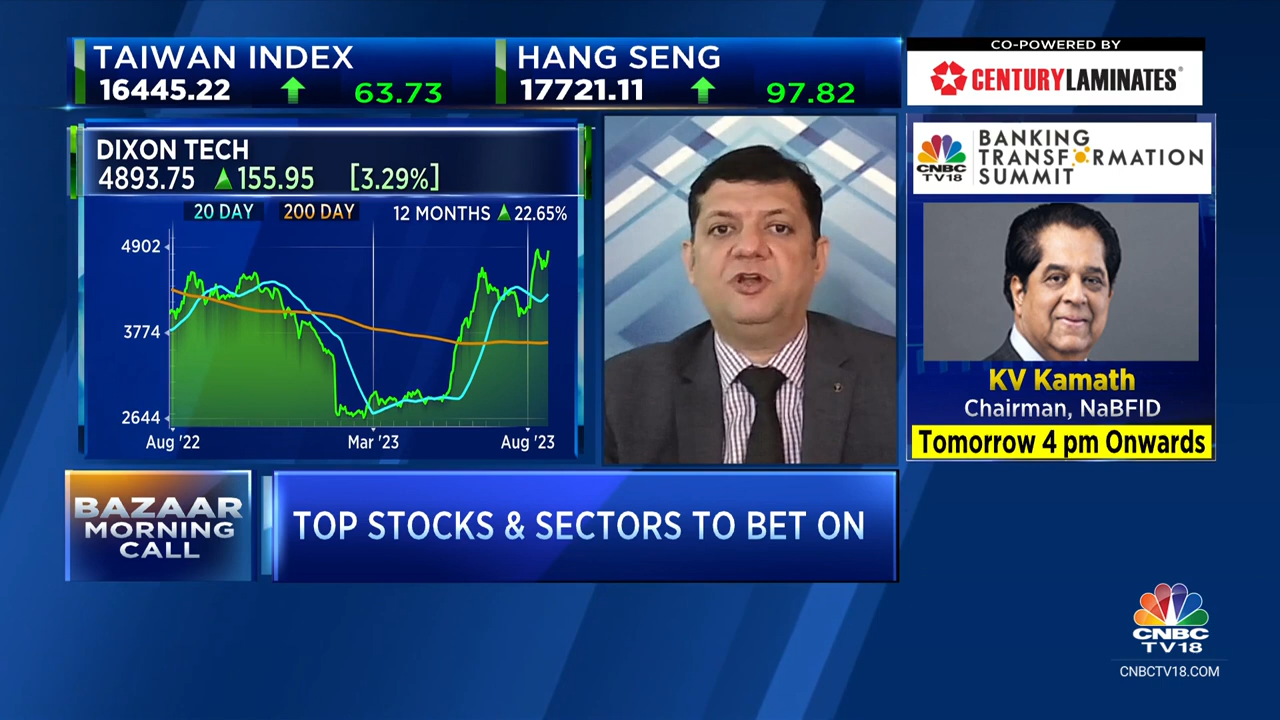 TAIWAN INDEX
16445.22 63.73
HANG SENG
17721.11 97.82
CO-POWERED BY
CENTURYLAMINATES®
DIXON TECH
4893.75 155.95 [3.29%]
20 DAY 200 DAY 12 MONTHS 22.65%
4902
3774
2644
Aug '22 Mar '23 Aug '23
CNBC
TV18
BANKING
TRANSFORMATION
SUMMIT
KV Kamath
Chairman, NaBFID
Tomorrow 4 pm Onwards
BAZAAR
MORNING
CALL
TOP STOCKS & SECTORS TO BET ON
CNBC
TV18
CNBCTV18.COM